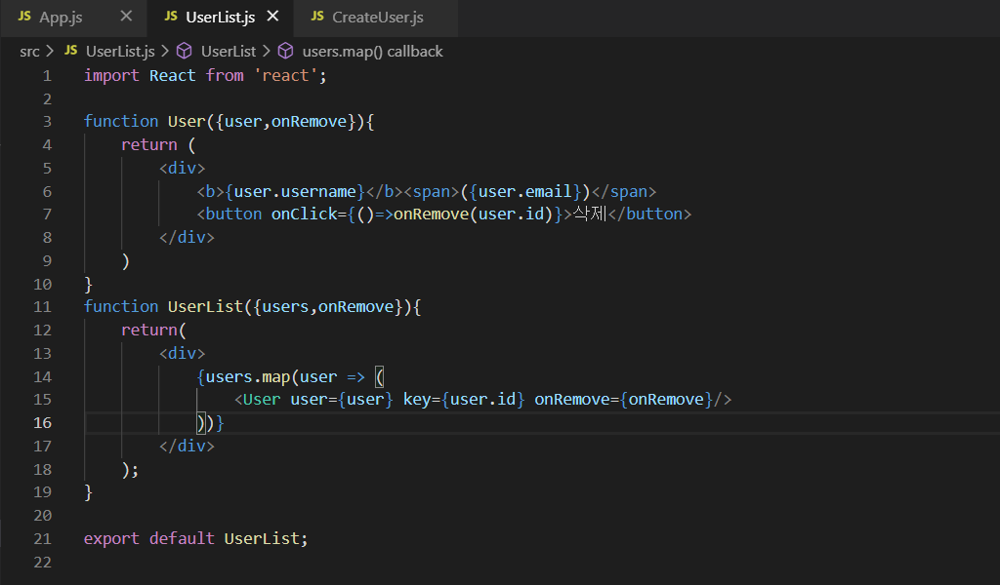 JS App.js × JS UserList.js × JS CreateUser.js
src > JS UserList.js > UserList > users.map() callback
1 import React from 'react';
2
3 function User({user,onRemove}){
4     return (
5         <div>
6             <b>{user.username}</b><span>({user.email})</span>
7             <button onClick={()=>onRemove(user.id)}>삭제</button>
8         </div>
9     )
10 }
11 function UserList({users,onRemove}){
12     return(
13         <div>
14             {users.map(user => (
15                 <User user={user} key={user.id} onRemove={onRemove}/>
16             ))}
17         </div>
18     );
19 }
20
21 export default UserList;
22